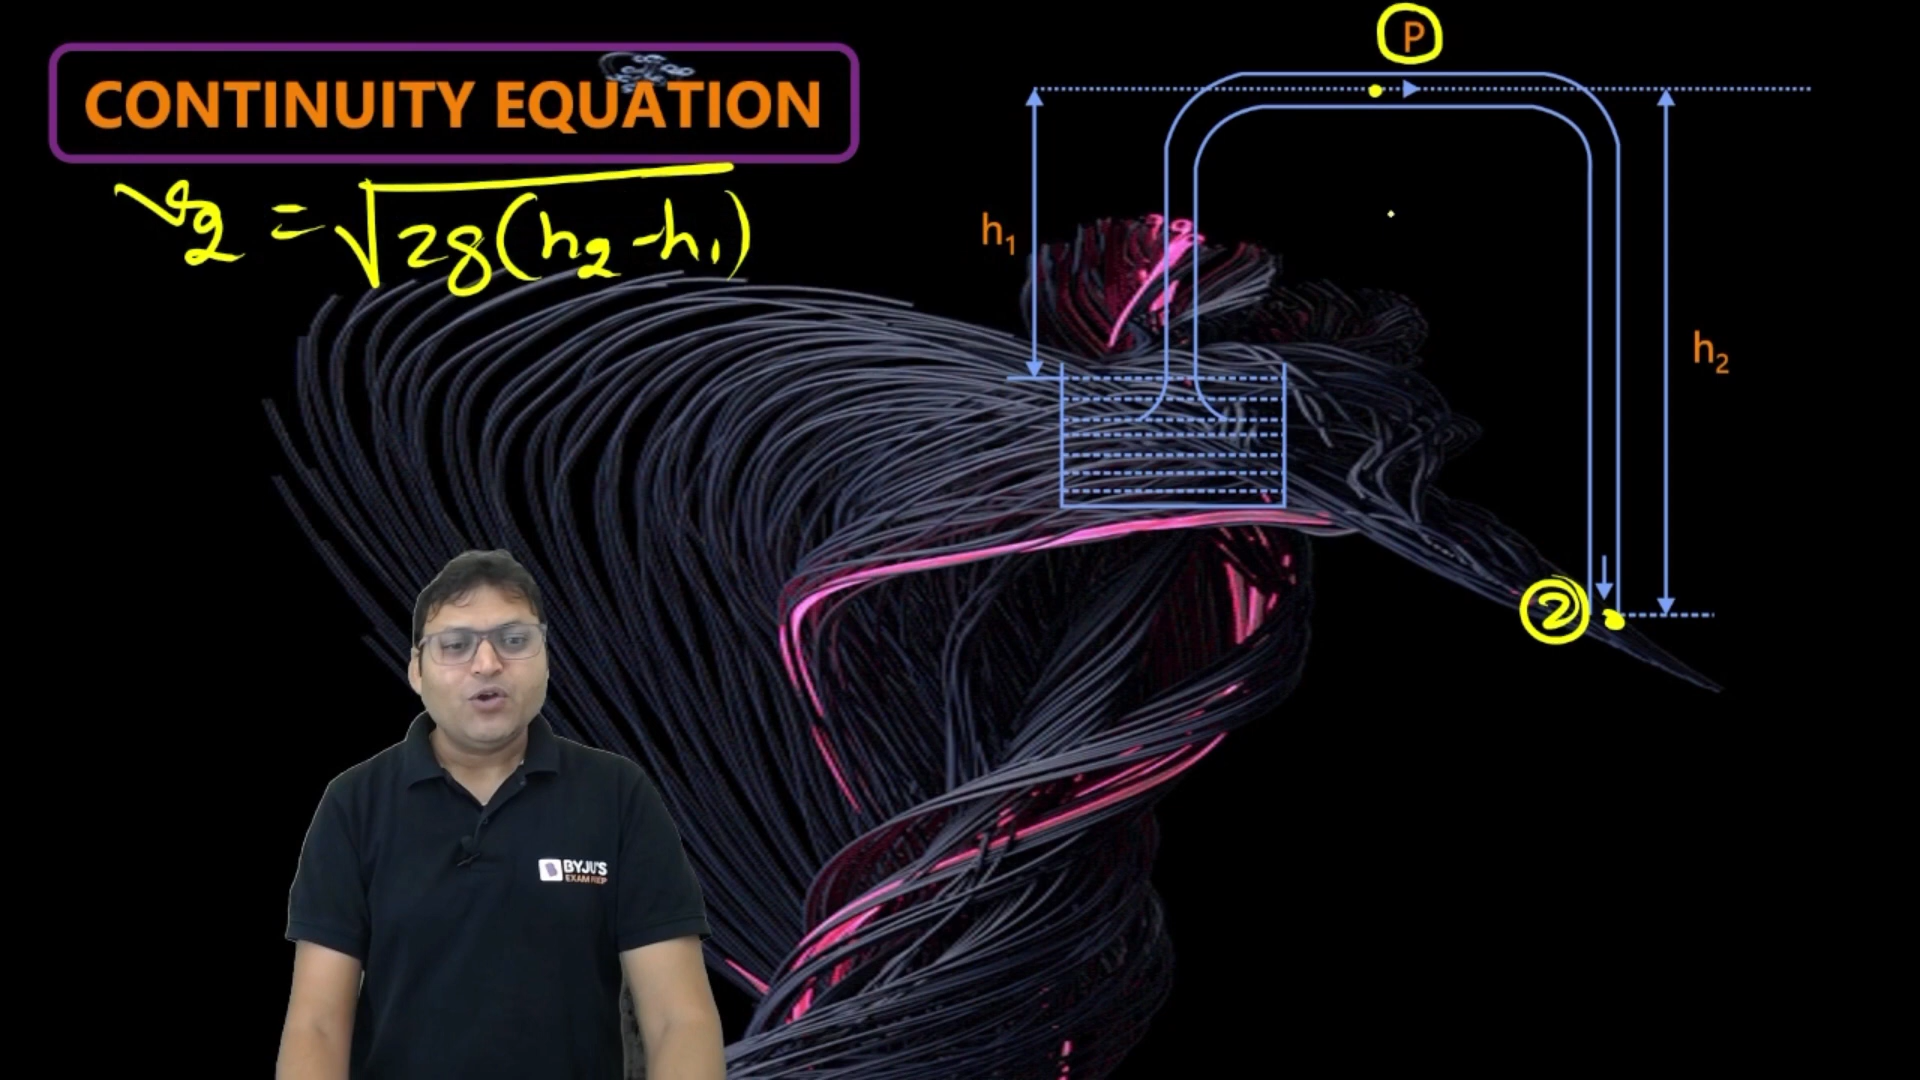 CONTINUITY EQUATION
P
v₂ = √2g(h₂-h₁)
h₁
h₂
②
BYJU'S
EXAM PREP